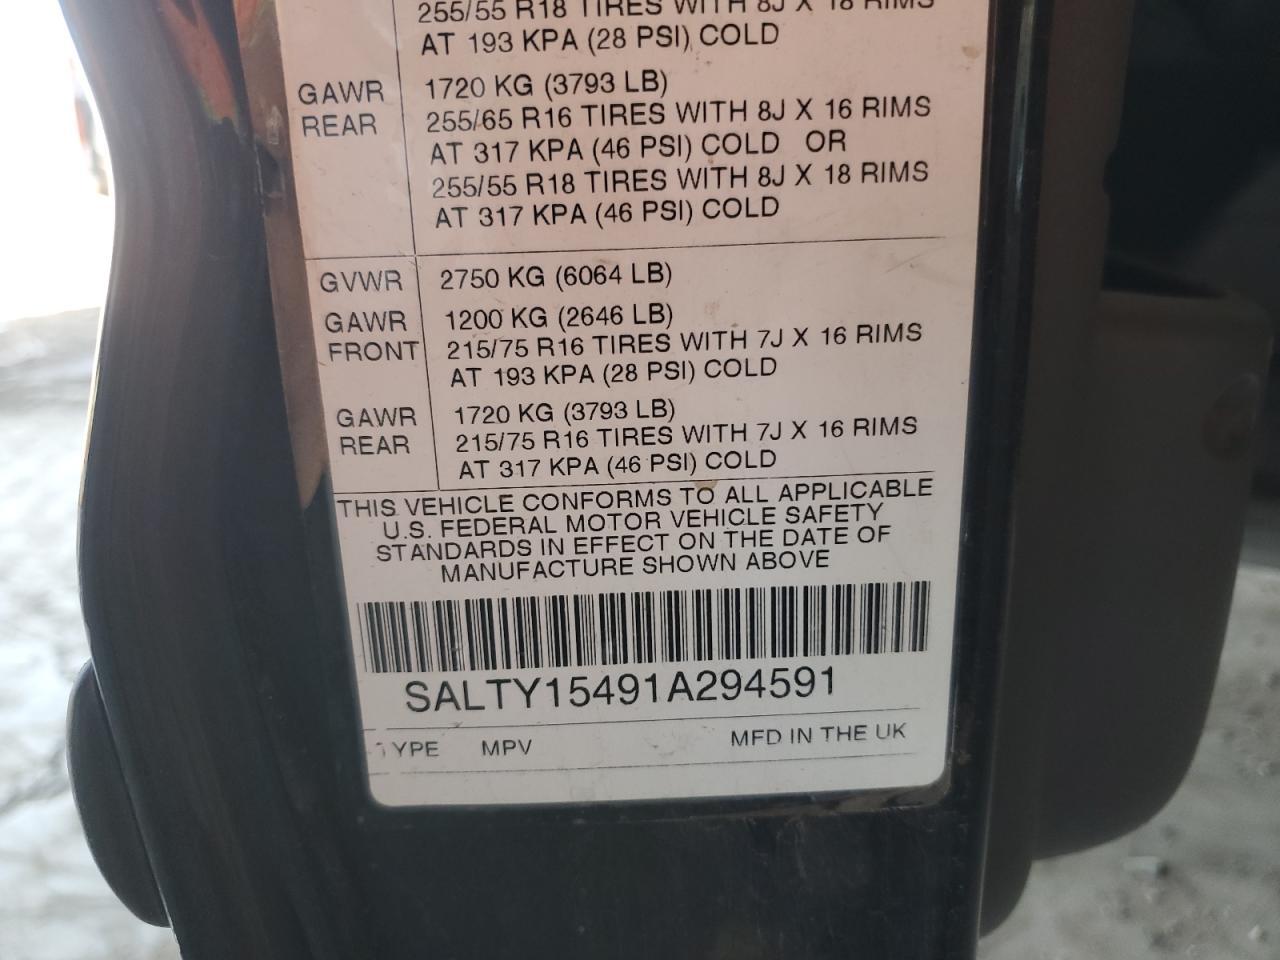 255/55 R18 TIRES WITH 8J X 18 RIMS
AT 193 KPA (28 PSI) COLD
GAWR REAR 1720 KG (3793 LB)
255/65 R16 TIRES WITH 8J X 16 RIMS
AT 317 KPA (46 PSI) COLD OR
255/55 R18 TIRES WITH 8J X 18 RIMS
AT 317 KPA (46 PSI) COLD
GVWR 2750 KG (6064 LB)
GAWR FRONT 1200 KG (2646 LB)
215/75 R16 TIRES WITH 7J X 16 RIMS
AT 193 KPA (28 PSI) COLD
GAWR REAR 1720 KG (3793 LB)
215/75 R16 TIRES WITH 7J X 16 RIMS
AT 317 KPA (46 PSI) COLD
THIS VEHICLE CONFORMS TO ALL APPLICABLE
U.S. FEDERAL MOTOR VEHICLE SAFETY
STANDARDS IN EFFECT ON THE DATE OF
MANUFACTURE SHOWN ABOVE
SALTY15491A294591
TYPE MPV MFD IN THE UK